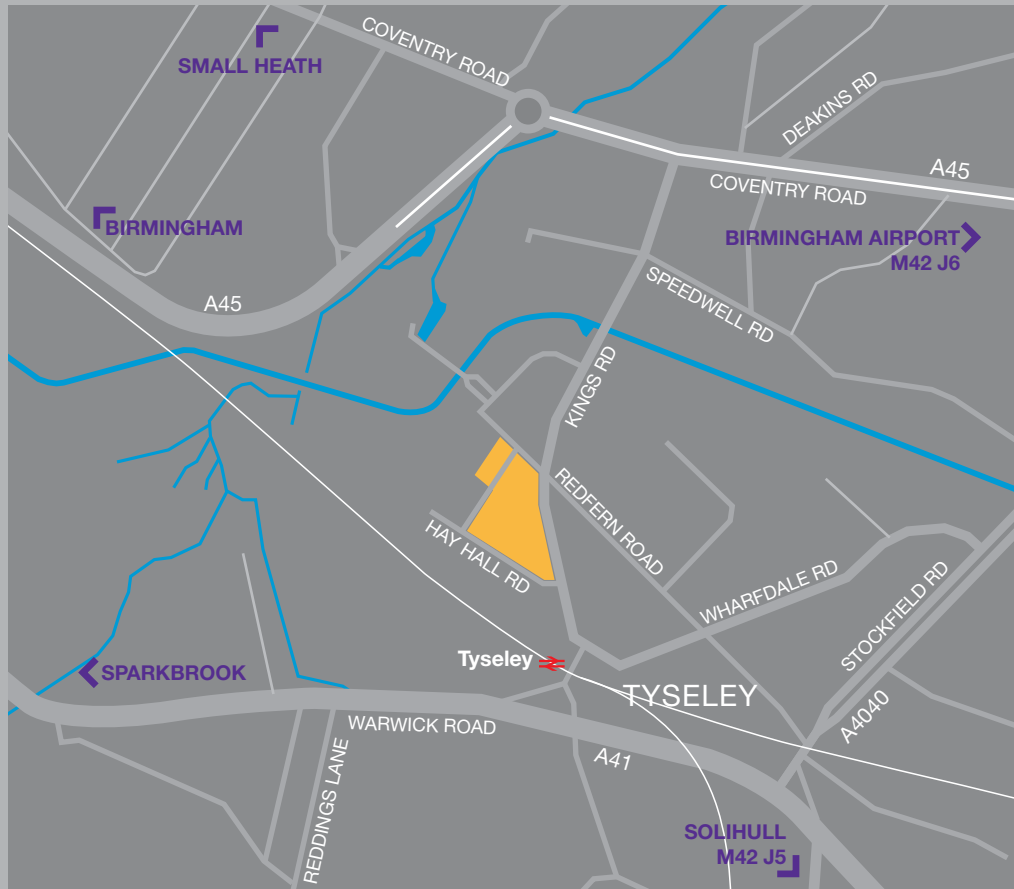 COVENTRY ROAD
SMALL HEATH
DEAKINS RD
A45
COVENTRY ROAD
BIRMINGHAM
BIRMINGHAM AIRPORT
M42 J6
A45
SPEEDWELL RD
KINGS RD
REDFERN ROAD
HAY HALL RD
WHARFDALE RD
STOCKFIELD RD
Tyseley
SPARKBROOK
TYSELEY
A4040
WARWICK ROAD
A41
REDDINGS LANE
SOLIHULL
M42 J5